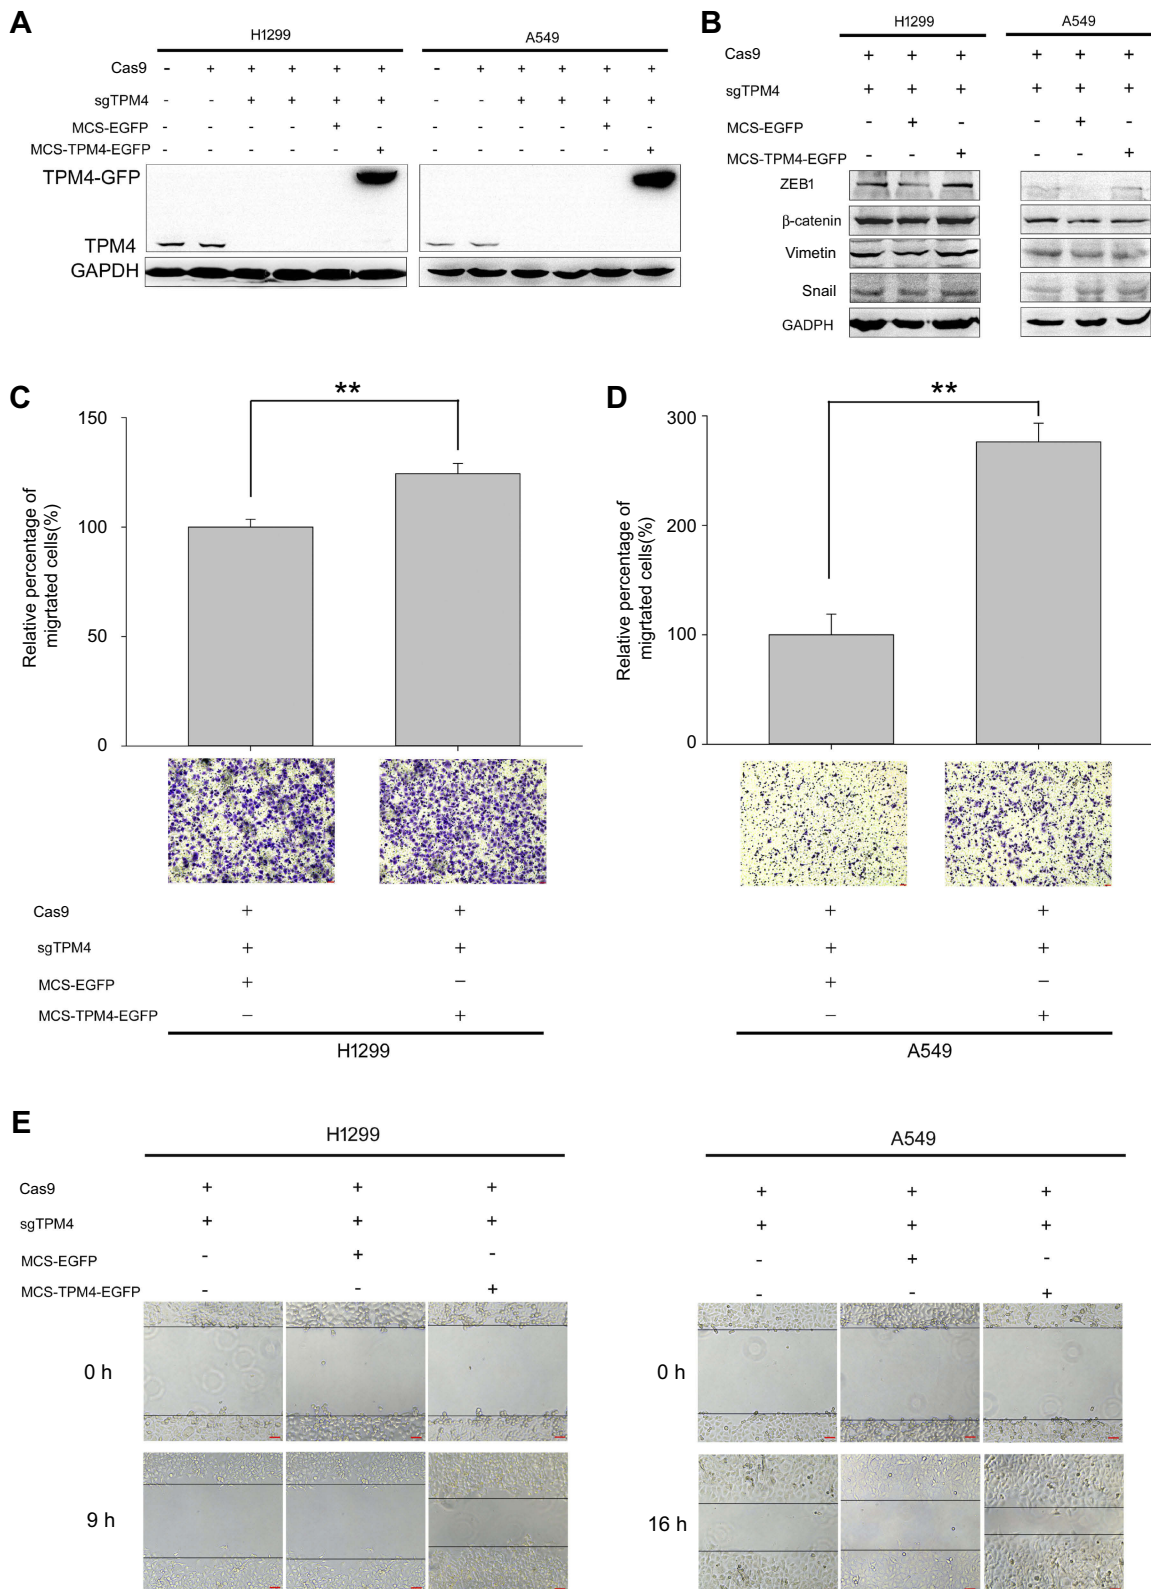 A
H1299 A549
Cas9 - + + + + + - + + + + +
sgTPM4 - - + + + + - - + + + +
MCS-EGFP - - - - + - - - - - + -
MCS-TPM4-EGFP - - - - - + - - - - - +
TPM4-GFP
TPM4
GAPDH
B
H1299 A549
Cas9 + + + + + +
sgTPM4 + + + + + +
MCS-EGFP - + - - + -
MCS-TPM4-EGFP - - + - - +
ZEB1
β-catenin
Vimetin
Snail
GADPH
C
**
150
100
50
0
Relative percentage of
migrtated cells(%)
Cas9 + +
sgTPM4 + +
MCS-EGFP + −
MCS-TPM4-EGFP − +
H1299
D
**
300
200
100
0
Relative percentage of
migrtated cells(%)
+ +
+ +
+ −
− +
A549
E
H1299 A549
Cas9 + + + + + +
sgTPM4 + + + + + +
MCS-EGFP - + - - + -
MCS-TPM4-EGFP - - + - - +
0 h 0 h
9 h 16 h